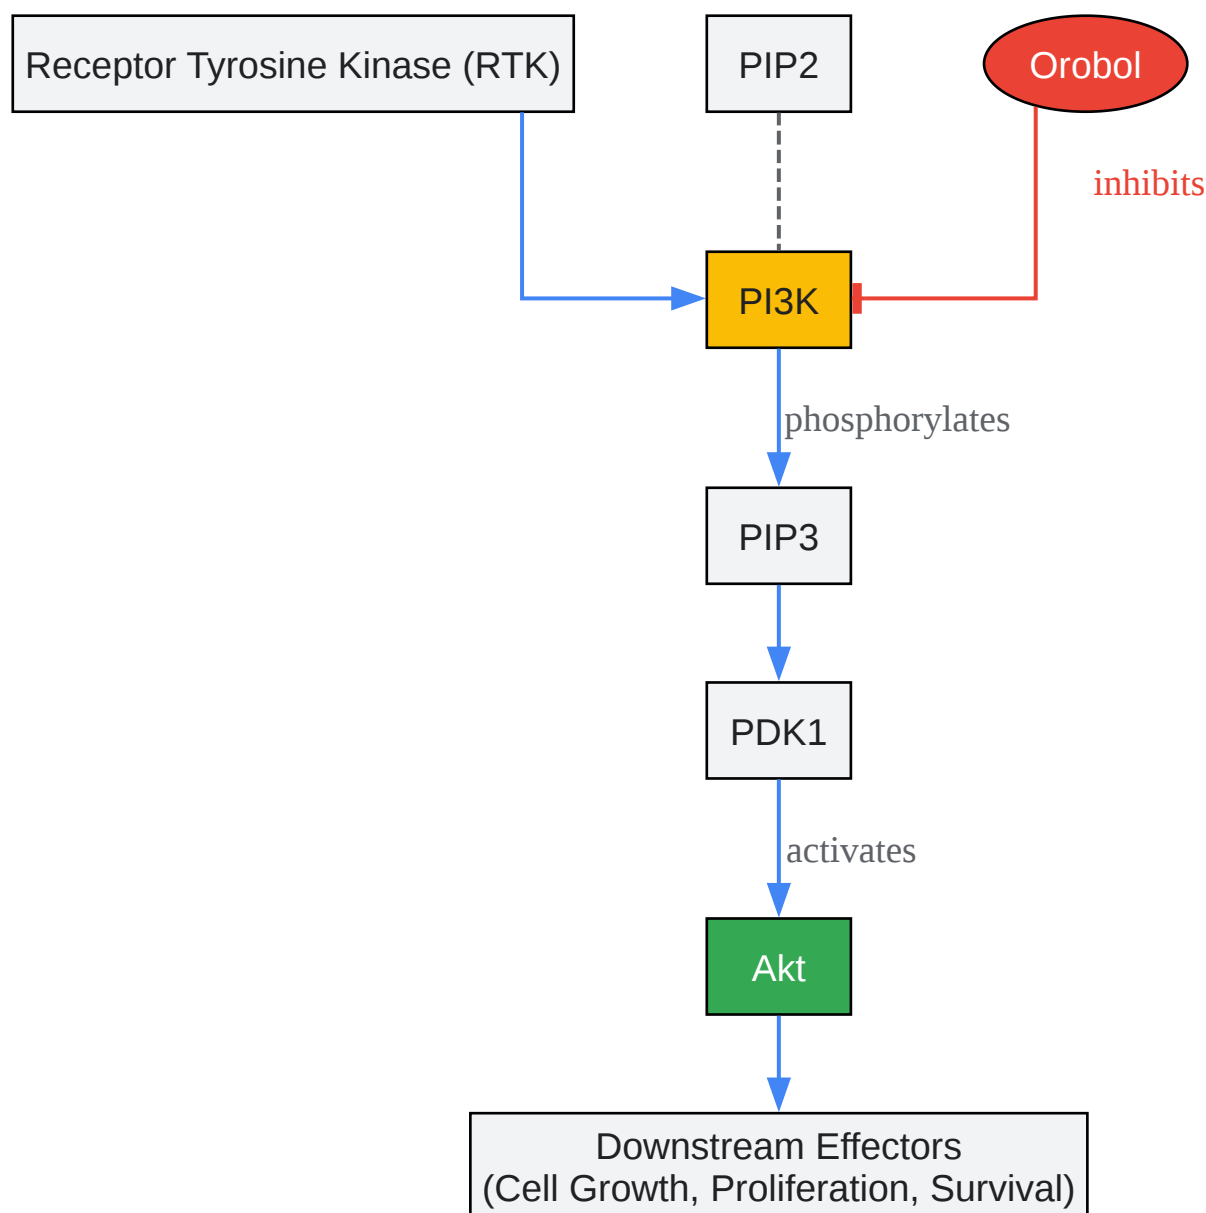 Receptor Tyrosine Kinase (RTK)
PIP2
Orobol
inhibits
PI3K
phosphorylates
PIP3
PDK1
activates
Akt
Downstream Effectors
(Cell Growth, Proliferation, Survival)